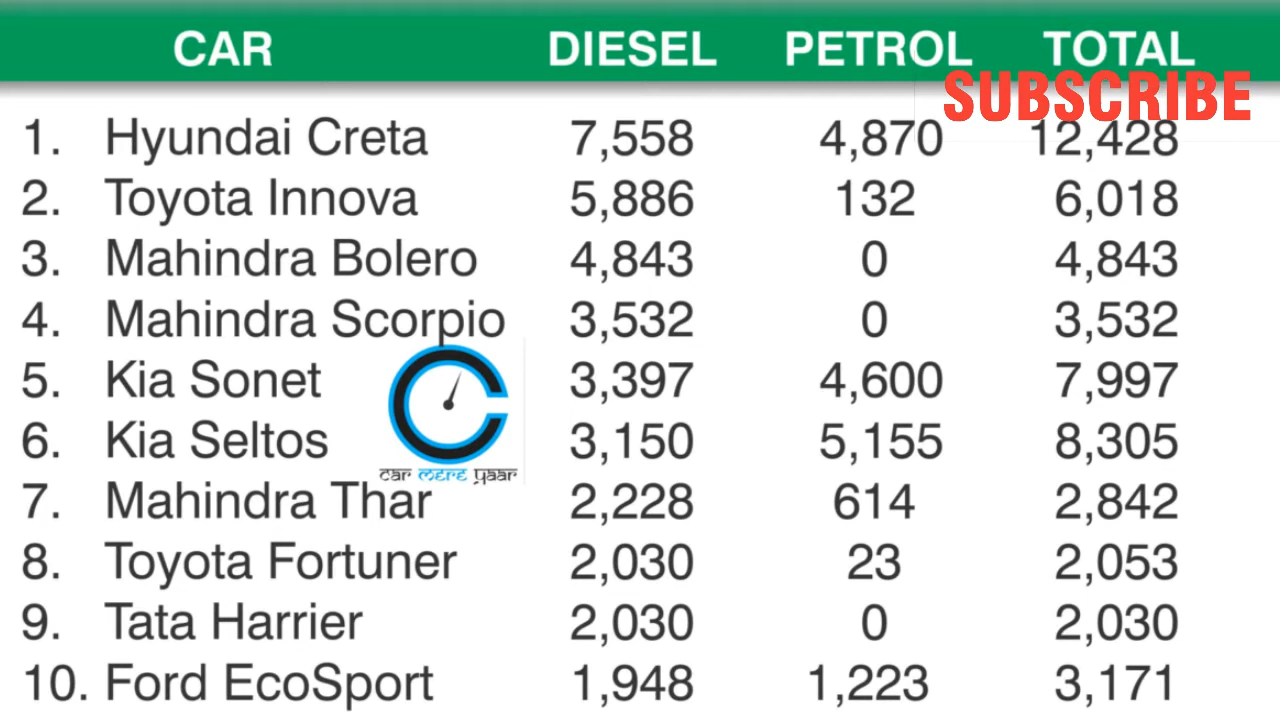 CAR DIESEL PETROL TOTAL
SUBSCRIBE
1. Hyundai Creta 7,558 4,870 12,428
2. Toyota Innova 5,886 132 6,018
3. Mahindra Bolero 4,843 0 4,843
4. Mahindra Scorpio 3,532 0 3,532
5. Kia Sonet 3,397 4,600 7,997
6. Kia Seltos 3,150 5,155 8,305
car mere yaar
7. Mahindra Thar 2,228 614 2,842
8. Toyota Fortuner 2,030 23 2,053
9. Tata Harrier 2,030 0 2,030
10. Ford EcoSport 1,948 1,223 3,171